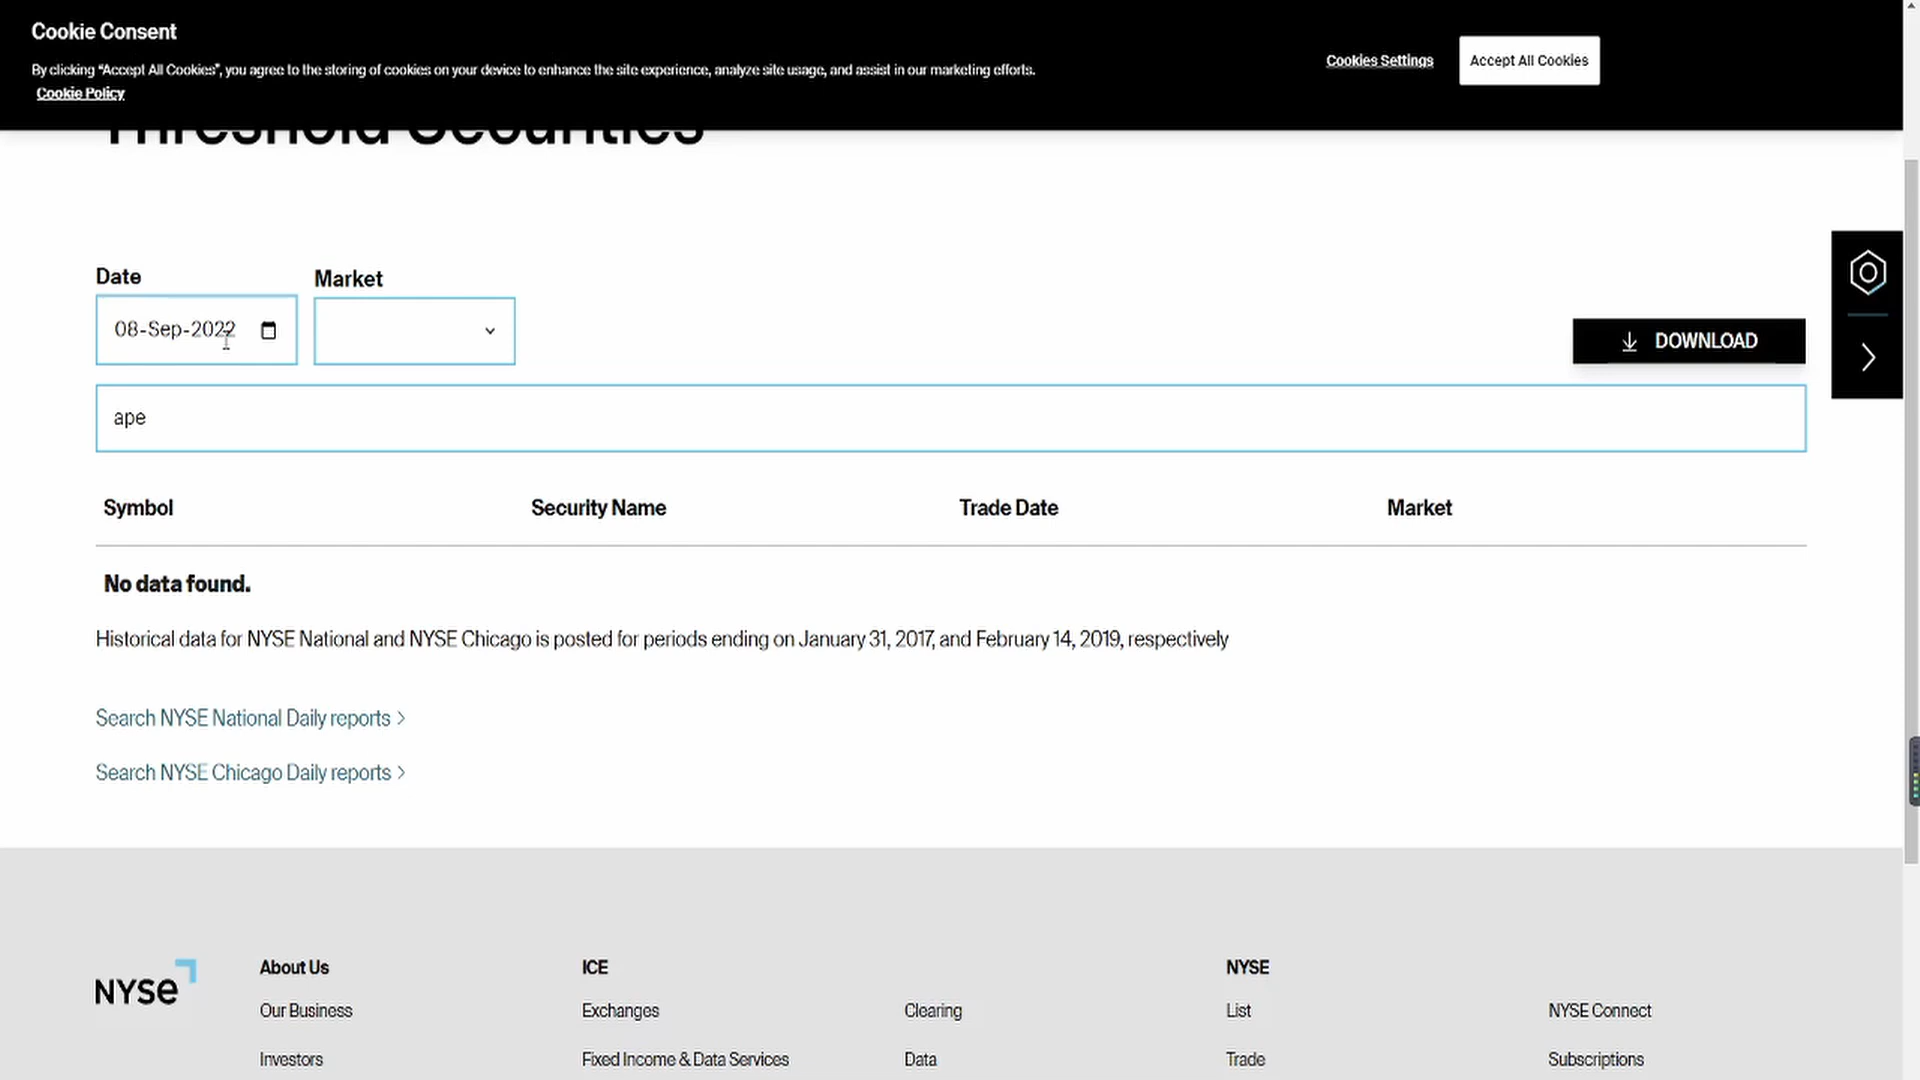 Cookie Consent
By clicking “Accept All Cookies”, you agree to the storing of cookies on your device to enhance the site experience, analyze site usage, and assist in our marketing efforts.
Cookie Policy
Cookies Settings
Accept All Cookies
Threshold Securities
Date
Market
08-Sep-2022
DOWNLOAD
ape
Symbol Security Name Trade Date Market
No data found.
Historical data for NYSE National and NYSE Chicago is posted for periods ending on January 31, 2017, and February 14, 2019, respectively
Search NYSE National Daily reports >
Search NYSE Chicago Daily reports >
NYSE
About Us ICE NYSE
Our Business Exchanges Clearing List NYSE Connect
Investors Fixed Income & Data Services Data Trade Subscriptions